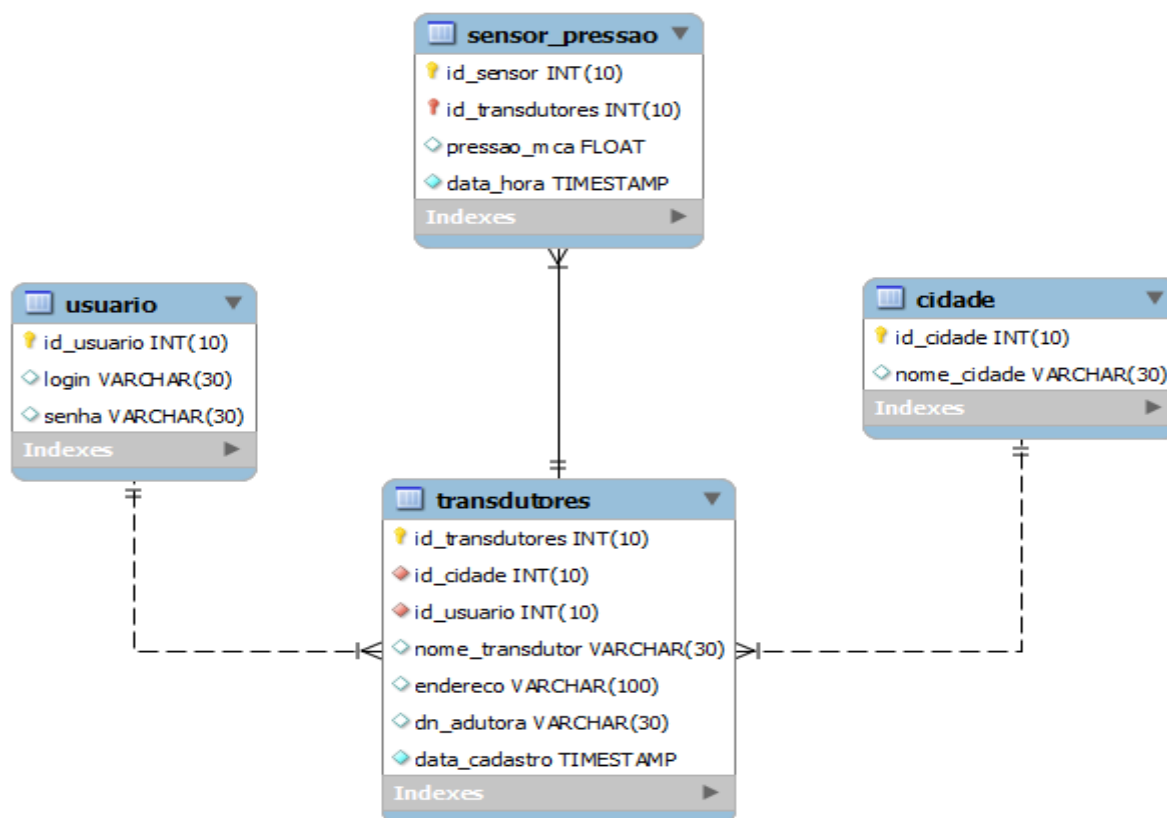 sensor_pressao
id_sensor INT(10)
id_transdutores INT(10)
pressao_mca FLOAT
data_hora TIMESTAMP
Indexes
usuario
id_usuario INT(10)
login VARCHAR(30)
senha VARCHAR(30)
Indexes
cidade
id_cidade INT(10)
nome_cidade VARCHAR(30)
Indexes
transdutores
id_transdutores INT(10)
id_cidade INT(10)
id_usuario INT(10)
nome_transdutor VARCHAR(30)
endereco VARCHAR(100)
dn_adutora VARCHAR(30)
data_cadastro TIMESTAMP
Indexes